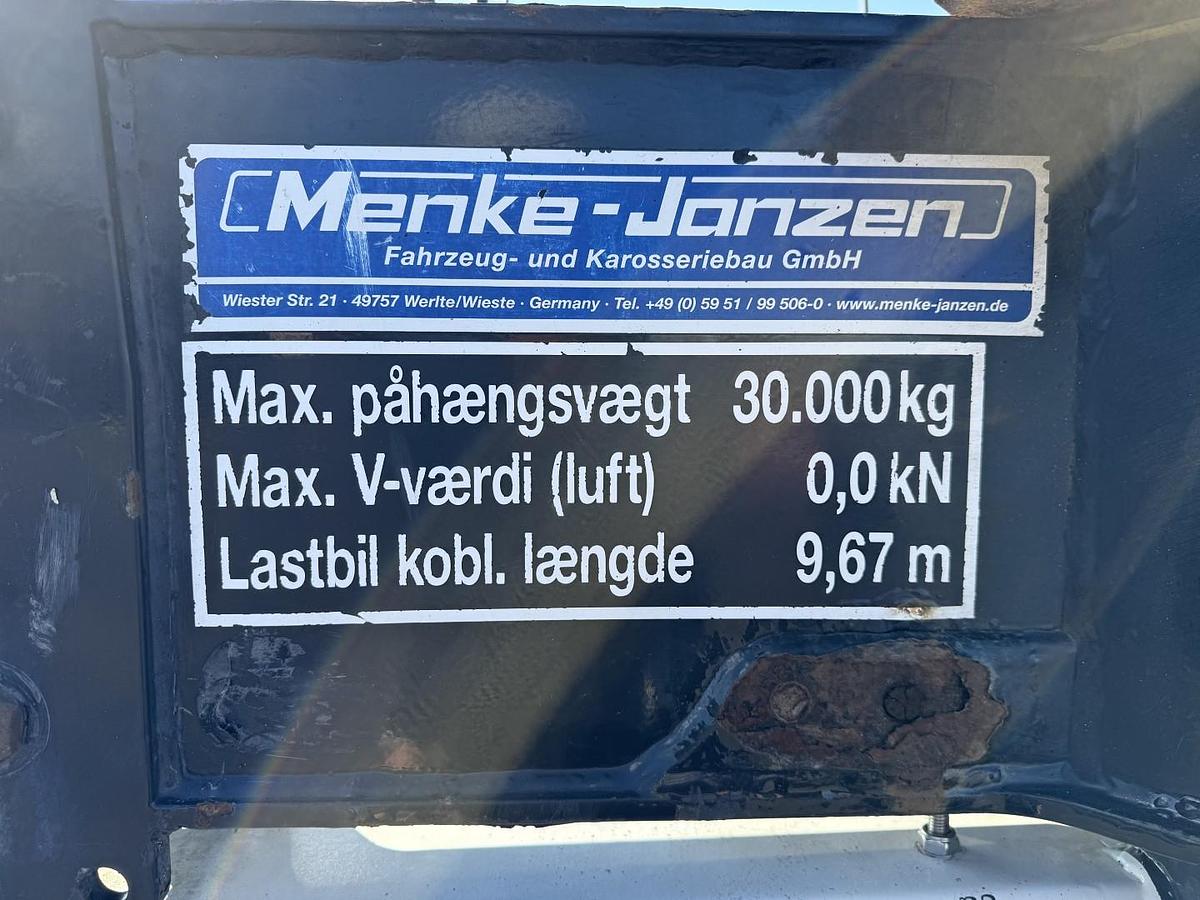 Menke-Janzen
Fahrzeug- und Karosseriebau GmbH
Wiester Str. 21 · 49757 Werlte/Wieste · Germany · Tel. +49 (0) 59 51 / 99 506-0 · www.menke-janzen.de
Max. påhængsvægt 30.000 kg
Max. V-værdi (luft) 0,0 kN
Lastbil kobl. længde 9,67 m